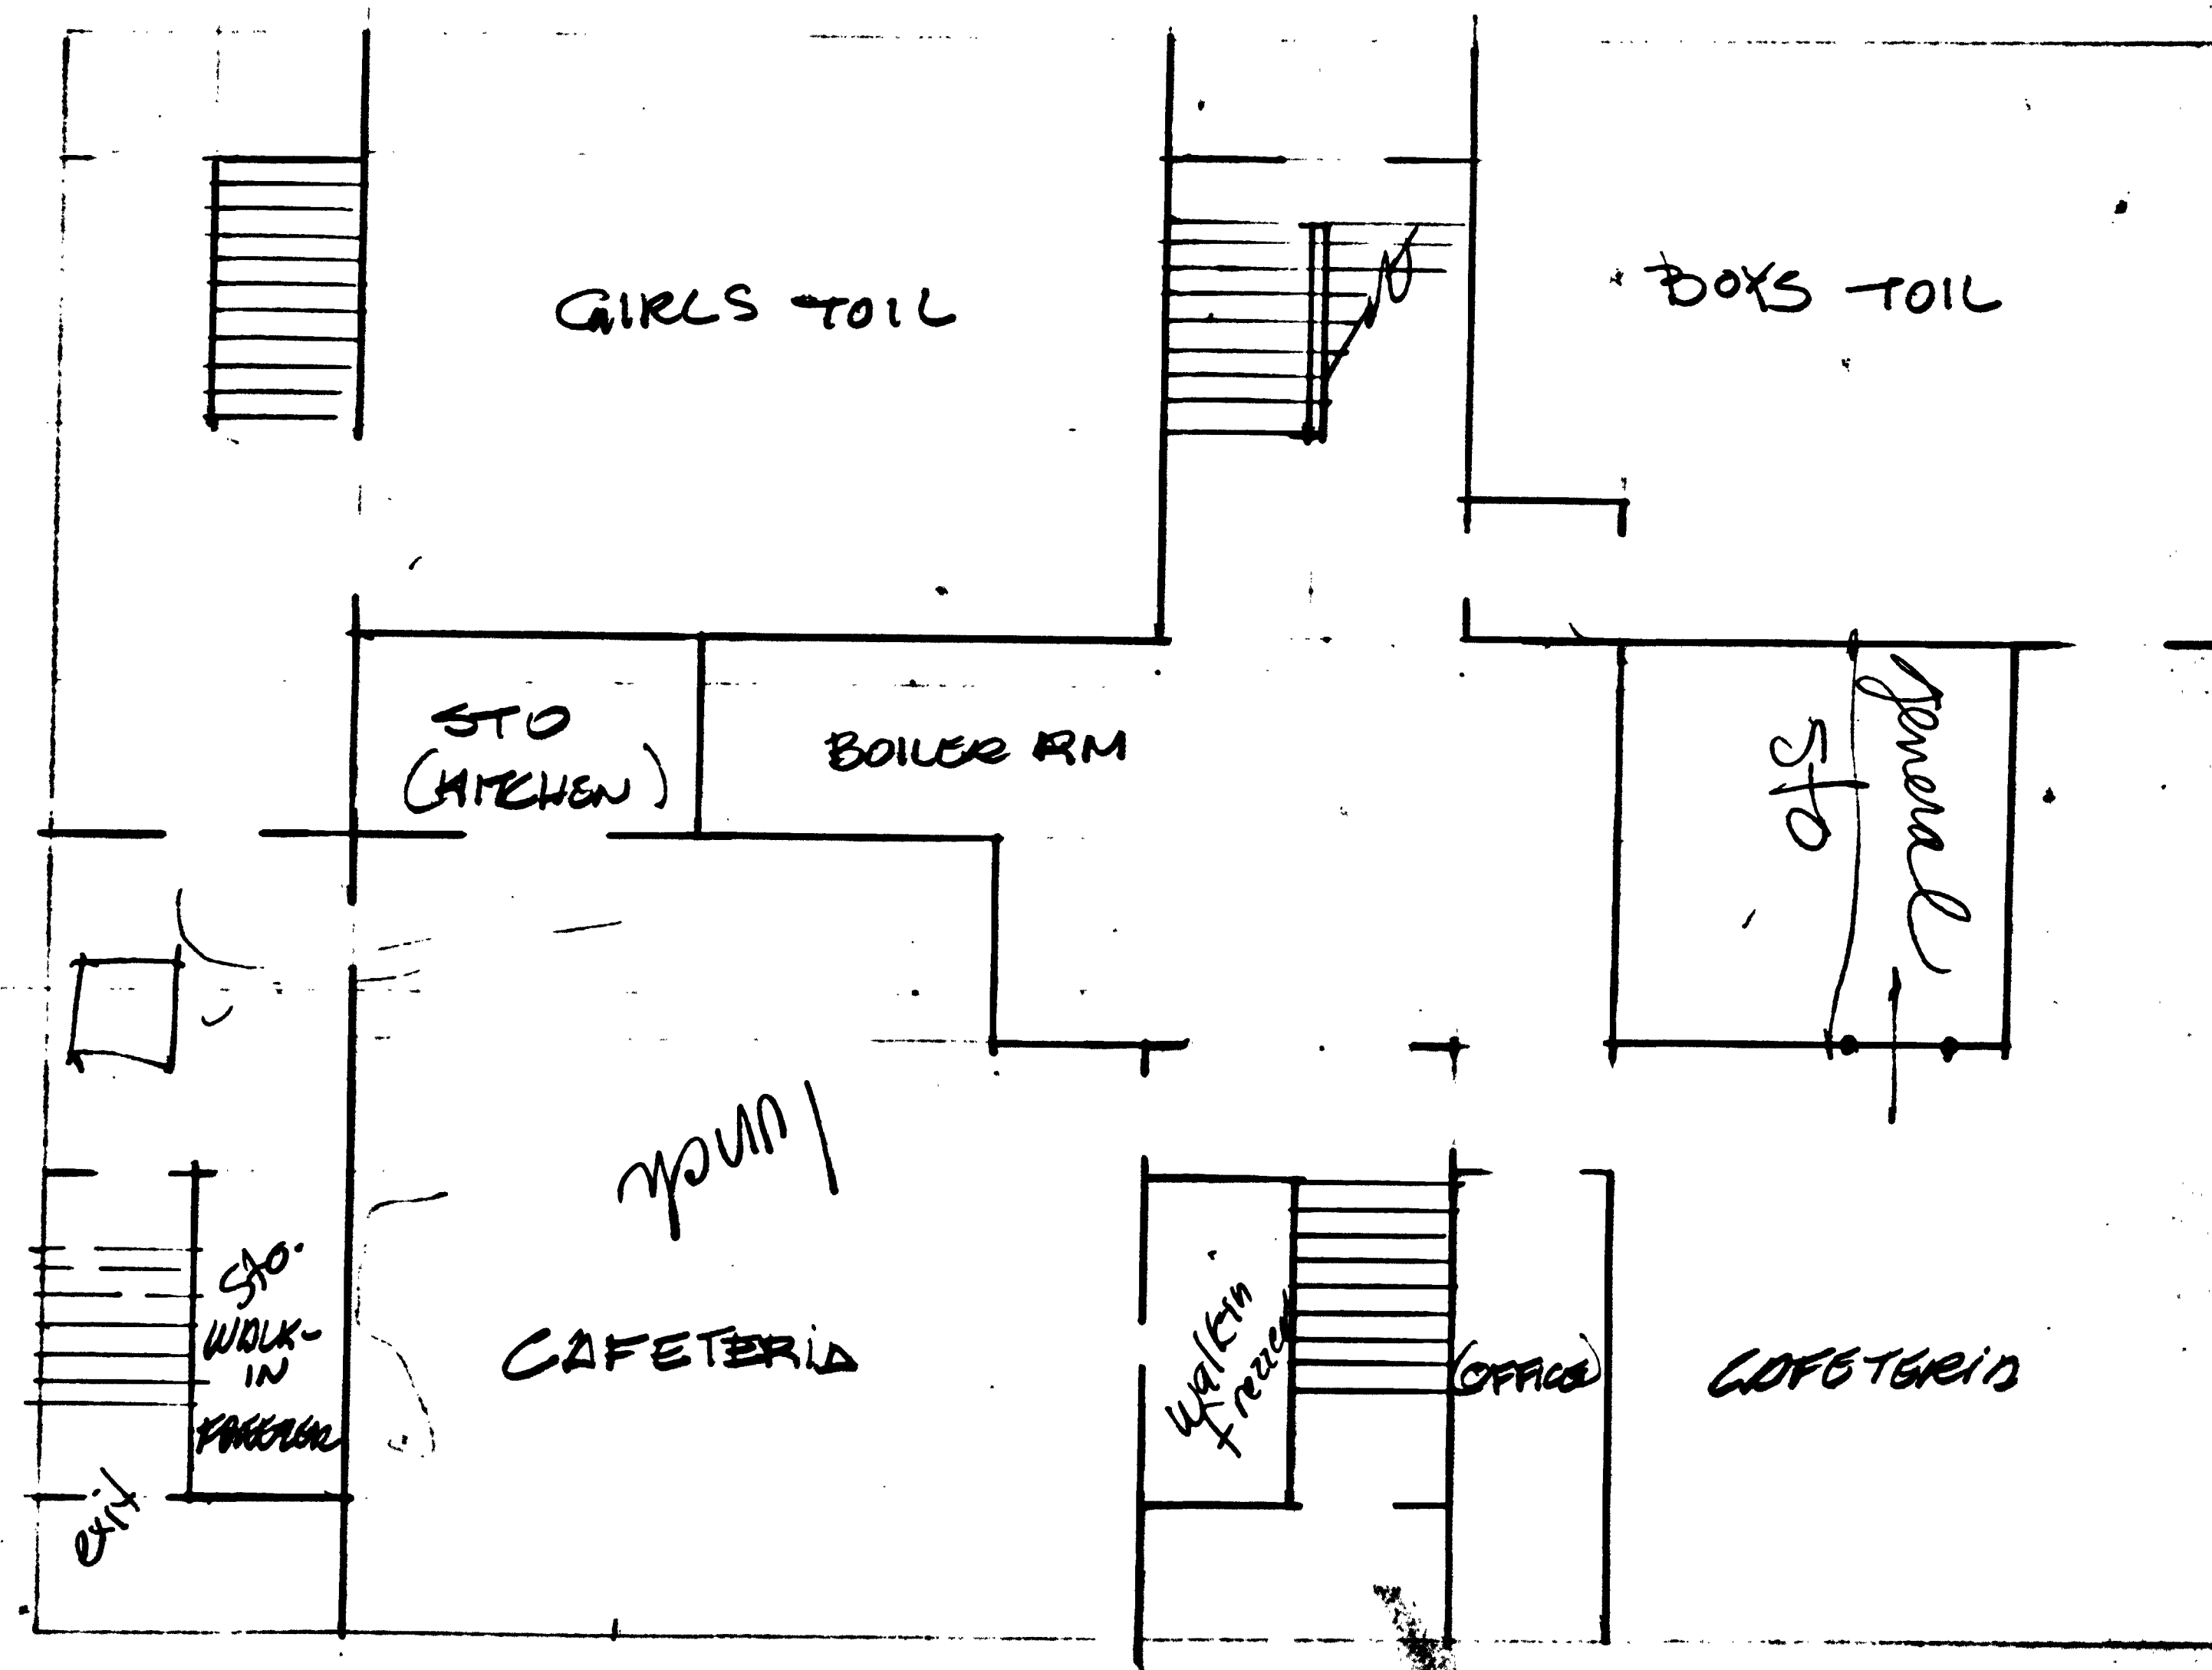 GIRLS TOIL
BOYS TOIL
STO
(KITCHEN)
BOILER RM
General
Sto
Sto.
WALK-
IN
FREEZER
exit
CAFETERIA
Walkin
freezer
(OFFICE)
CAFETERIA